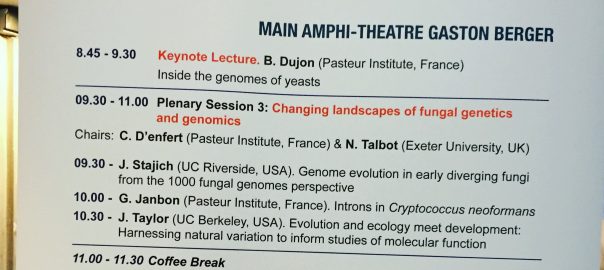 MAIN AMPHI-THEATRE GASTON BERGER
8.45 - 9.30 Keynote Lecture. B. Dujon (Pasteur Institute, France)
Inside the genomes of yeasts
09.30 - 11.00 Plenary Session 3: Changing landscapes of fungal genetics
and genomics
Chairs: C. D'enfert (Pasteur Institute, France) & N. Talbot (Exeter University, UK)
09.30 - J. Stajich (UC Riverside, USA). Genome evolution in early diverging fungi
from the 1000 fungal genomes perspective
10.00 - G. Janbon (Pasteur Institute, France). Introns in Cryptococcus neoformans
10.30 - J. Taylor (UC Berkeley, USA). Evolution and ecology meet development:
Harnessing natural variation to inform studies of molecular function
11.00 - 11.30 Coffee Break